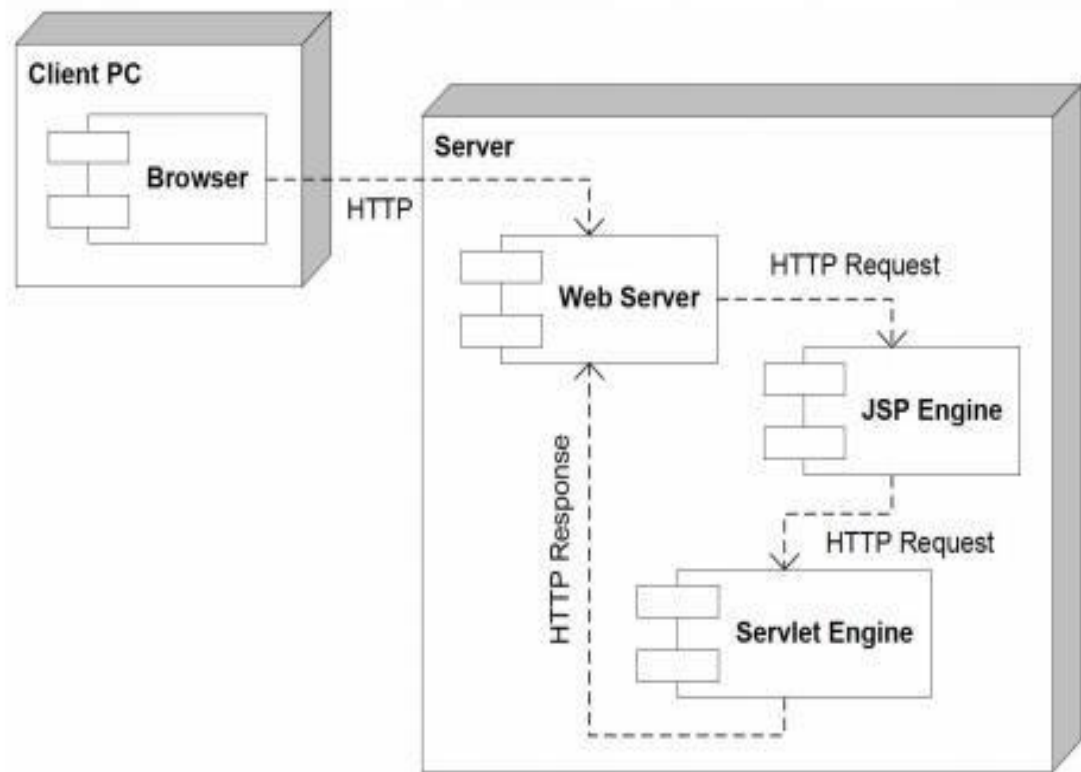 Client PC
Browser
HTTP
Server
Web Server
HTTP Request
JSP Engine
HTTP Request
Servlet Engine
HTTP Response